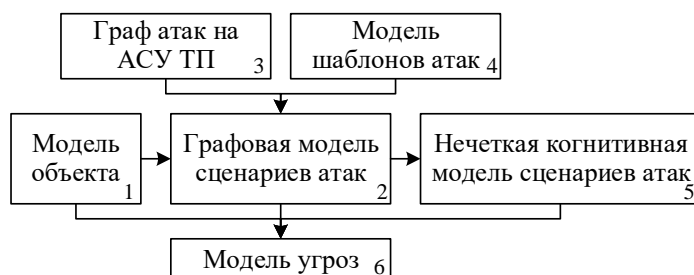 Граф атак на
АСУ ТП
3
Модель
шаблонов атак
4
Модель
объекта
1
Графовая модель
сценариев атак
2
Нечеткая когнитивная
модель сценариев атак
5
Модель угроз
6